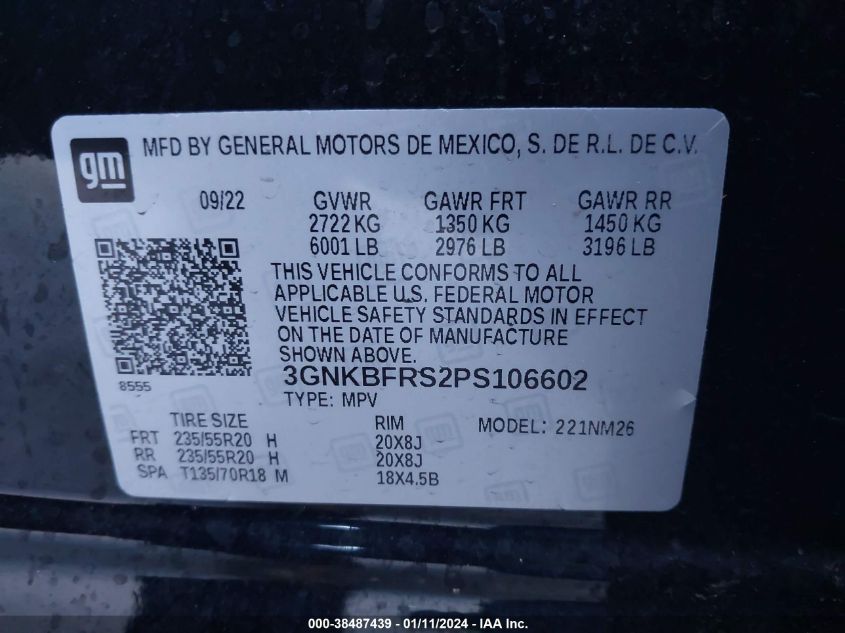 gm
MFD BY GENERAL MOTORS DE MEXICO, S. DE R.L. DE C.V.
09/22 GVWR GAWR FRT GAWR RR
2722 KG 1350 KG 1450 KG
6001 LB 2976 LB 3196 LB
THIS VEHICLE CONFORMS TO ALL
APPLICABLE U.S. FEDERAL MOTOR
VEHICLE SAFETY STANDARDS IN EFFECT
ON THE DATE OF MANUFACTURE
SHOWN ABOVE.
8555
3GNKBFRS2PS106602
TYPE: MPV
TIRE SIZE RIM MODEL: 221NM26
FRT 235/55R20 H 20X8J
RR 235/55R20 H 20X8J
SPA T135/70R18 M 18X4.5B
000-38487439 - 01/11/2024 - IAA Inc.